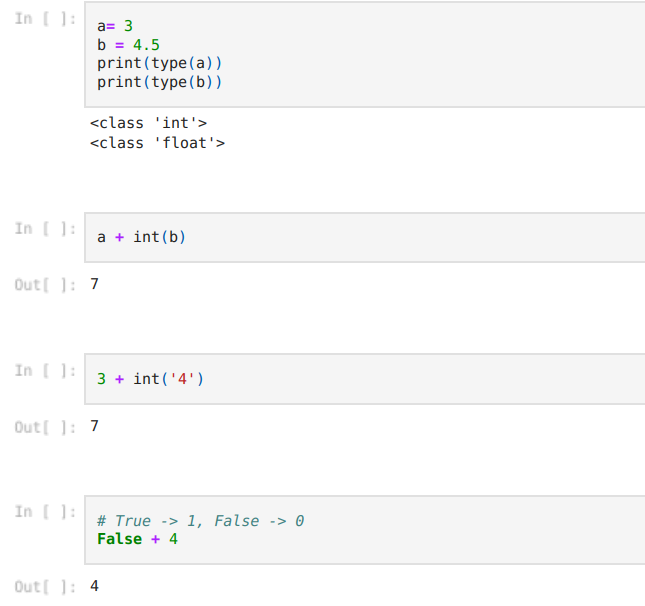 In [ ]:
a= 3
b = 4.5
print(type(a))
print(type(b))
<class 'int'>
<class 'float'>
In [ ]:
a + int(b)
Out[ ]:
7
In [ ]:
3 + int('4')
Out[ ]:
7
In [ ]:
# True -> 1, False -> 0
False + 4
Out[ ]:
4